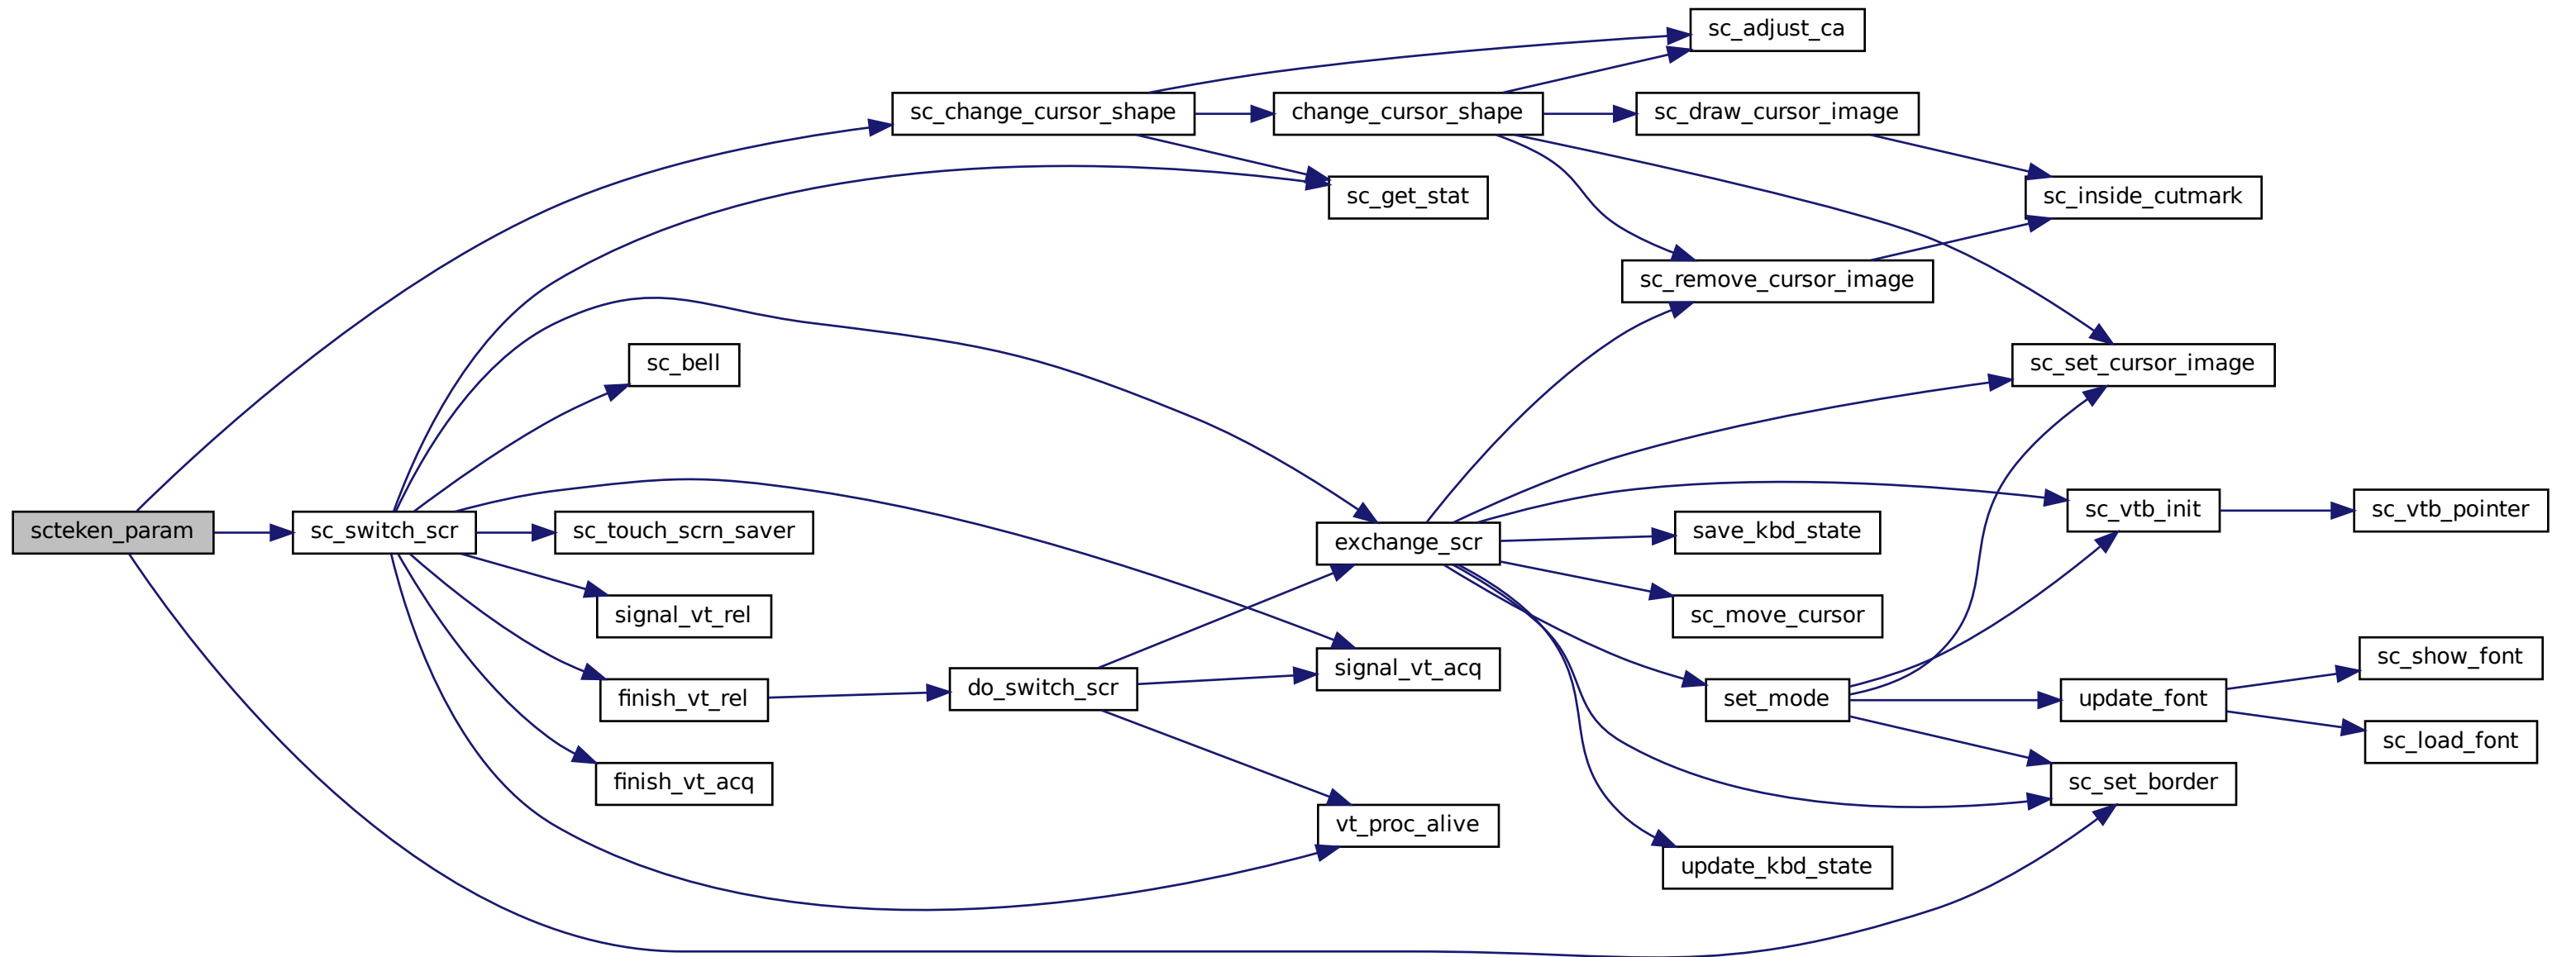 sc_adjust_ca
sc_change_cursor_shape
change_cursor_shape
sc_draw_cursor_image
sc_get_stat
sc_inside_cutmark
sc_remove_cursor_image
sc_bell
sc_set_cursor_image
scteken_param
sc_switch_scr
sc_touch_scrn_saver
exchange_scr
save_kbd_state
sc_vtb_init
sc_vtb_pointer
signal_vt_rel
sc_move_cursor
finish_vt_rel
do_switch_scr
signal_vt_acq
set_mode
update_font
sc_show_font
sc_load_font
finish_vt_acq
vt_proc_alive
sc_set_border
update_kbd_state